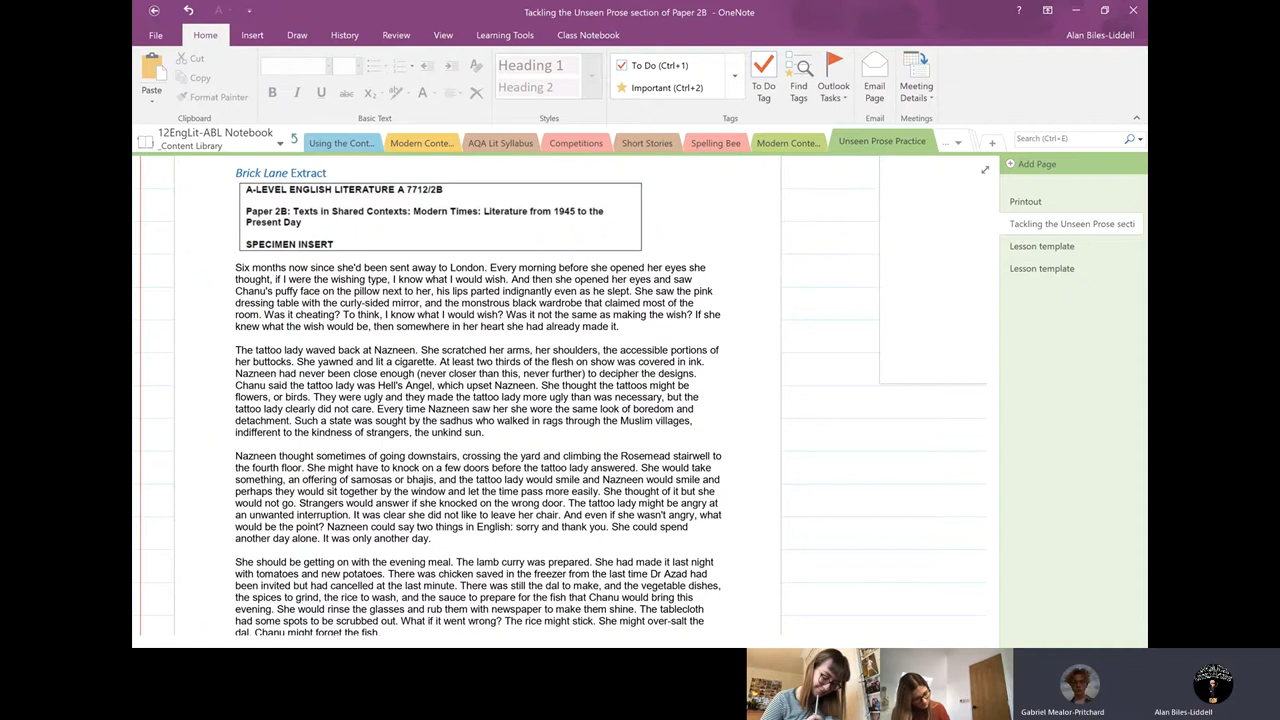 Tackling the Unseen Prose section of Paper 2B - OneNote
File Home Insert Draw History Review View Learning Tools Class Notebook Alan Biles-Liddell
Paste
Cut
Copy
Format Painter
Clipboard
B I U abc X₂ A
Basic Text
Heading 1
Heading 2
Styles
To Do (Ctrl+1)
Important (Ctrl+2)
Tags
To Do Tag
Find Tags
Outlook Tasks
Email Page
Email
Meeting Details
Meetings
12EngLit-ABL Notebook
_Content Library
Using the Cont... Modern Conte... AQA Lit Syllabus Competitions Short Stories Spelling Bee Modern Conte... Unseen Prose Practice ...
Search (Ctrl+E)
Add Page
Printout
Tackling the Unseen Prose secti
Lesson template
Lesson template
Brick Lane Extract
A-LEVEL ENGLISH LITERATURE A 7712/2B
Paper 2B: Texts in Shared Contexts: Modern Times: Literature from 1945 to the
Present Day
SPECIMEN INSERT
Six months now since she'd been sent away to London. Every morning before she opened her eyes she
thought, if I were the wishing type, I know what I would wish. And then she opened her eyes and saw
Chanu's puffy face on the pillow next to her, his lips parted indignantly even as he slept. She saw the pink
dressing table with the curly-sided mirror, and the monstrous black wardrobe that claimed most of the
room. Was it cheating? To think, I know what I would wish? Was it not the same as making the wish? If she
knew what the wish would be, then somewhere in her heart she had already made it.
The tattoo lady waved back at Nazneen. She scratched her arms, her shoulders, the accessible portions of
her buttocks. She yawned and lit a cigarette. At least two thirds of the flesh on show was covered in ink.
Nazneen had never been close enough (never closer than this, never further) to decipher the designs.
Chanu said the tattoo lady was Hell's Angel, which upset Nazneen. She thought the tattoos might be
flowers, or birds. They were ugly and they made the tattoo lady more ugly than was necessary, but the
tattoo lady clearly did not care. Every time Nazneen saw her she wore the same look of boredom and
detachment. Such a state was sought by the sadhus who walked in rags through the Muslim villages,
indifferent to the kindness of strangers, the unkind sun.
Nazneen thought sometimes of going downstairs, crossing the yard and climbing the Rosemead stairwell to
the fourth floor. She might have to knock on a few doors before the tattoo lady answered. She would take
something, an offering of samosas or bhajis, and the tattoo lady would smile and Nazneen would smile and
perhaps they would sit together by the window and let the time pass more easily. She thought of it but she
would not go. Strangers would answer if she knocked on the wrong door. The tattoo lady might be angry at
an unwanted interruption. It was clear she did not like to leave her chair. And even if she wasn't angry, what
would be the point? Nazneen could say two things in English: sorry and thank you. She could spend
another day alone. It was only another day.
She should be getting on with the evening meal. The lamb curry was prepared. She had made it last night
with tomatoes and new potatoes. There was chicken saved in the freezer from the last time Dr Azad had
been invited but had cancelled at the last minute. There was still the dal to make, and the vegetable dishes,
the spices to grind, the rice to wash, and the sauce to prepare for the fish that Chanu would bring this
evening. She would rinse the glasses and rub them with newspaper to make them shine. The tablecloth
had some spots to be scrubbed out. What if it went wrong? The rice might stick. She might over-salt the
dal. Chanu might forget the fish.
Gabriel Mealor-Pritchard
Alan Biles-Liddell